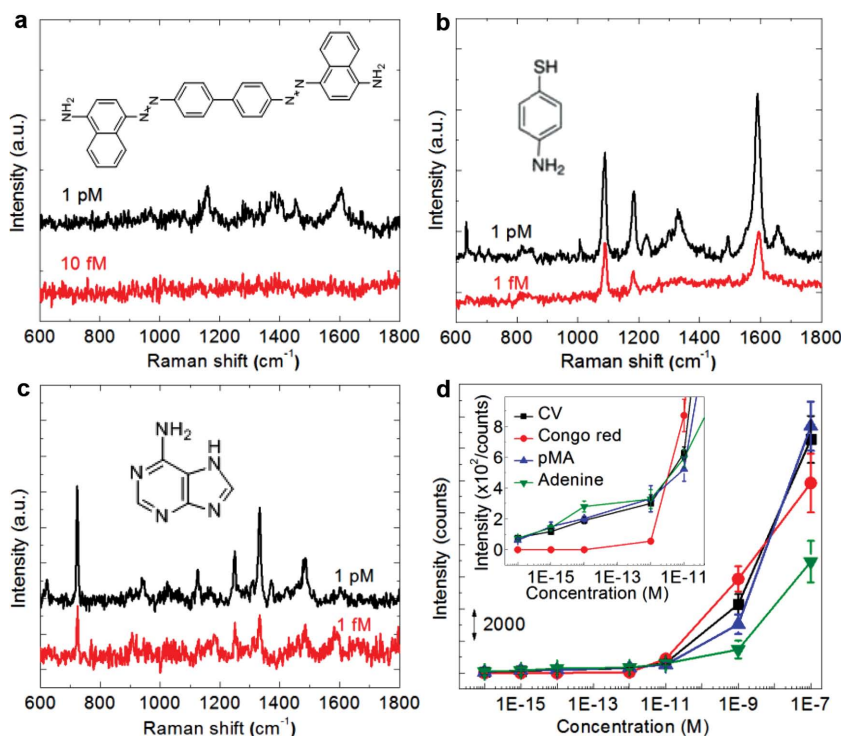 a
NH₂
N
N
N
N
NH₂
1 pM
10 fM
Intensity (a.u.)
600 800 1000 1200 1400 1600 1800
Raman shift (cm⁻¹)
b
SH
NH₂
1 pM
1 fM
Intensity (a.u.)
600 800 1000 1200 1400 1600 1800
Raman shift (cm⁻¹)
c
NH₂
H
N
N
N
N
1 pM
1 fM
Intensity (a.u.)
600 800 1000 1200 1400 1600 1800
Raman shift (cm⁻¹)
d
CV
Congo red
pMA
Adenine
Intensity (x10²/counts)
8
6
4
2
0
1E-15 1E-13 1E-11
Concentration (M)
2000
Intensity (counts)
1E-15 1E-13 1E-11 1E-9 1E-7
Concentration (M)